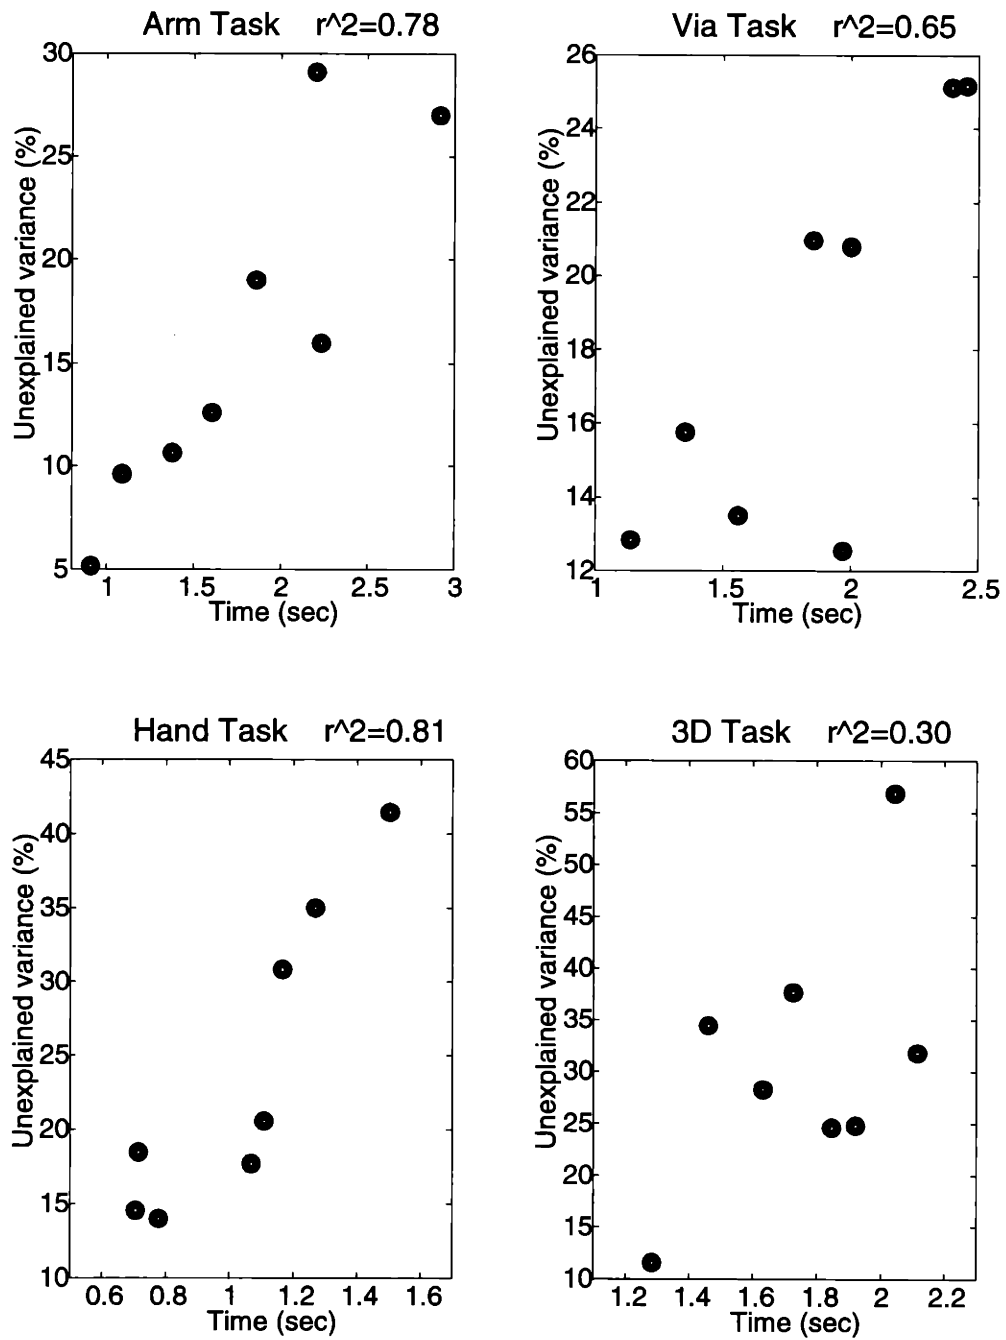 Arm Task r^2=0.78
Unexplained variance (%)
30
25
20
15
10
5
1 1.5 2 2.5 3
Time (sec)
Via Task r^2=0.65
Unexplained variance (%)
26
24
22
20
18
16
14
12
1 1.5 2 2.5
Time (sec)
Hand Task r^2=0.81
Unexplained variance (%)
45
40
35
30
25
20
15
10
0.6 0.8 1 1.2 1.4 1.6
Time (sec)
3D Task r^2=0.30
Unexplained variance (%)
60
55
50
45
40
35
30
25
20
15
10
1.2 1.4 1.6 1.8 2 2.2
Time (sec)